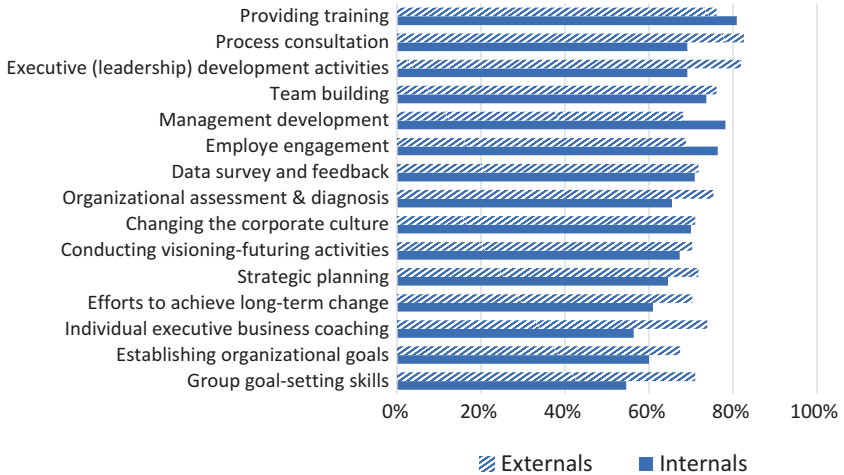 Providing training
Process consultation
Executive (leadership) development activities
Team building
Management development
Employe engagement
Data survey and feedback
Organizational assessment & diagnosis
Changing the corporate culture
Conducting visioning-futuring activities
Strategic planning
Efforts to achieve long-term change
Individual executive business coaching
Establishing organizational goals
Group goal-setting skills
0% 20% 40% 60% 80% 100%
Externals Internals